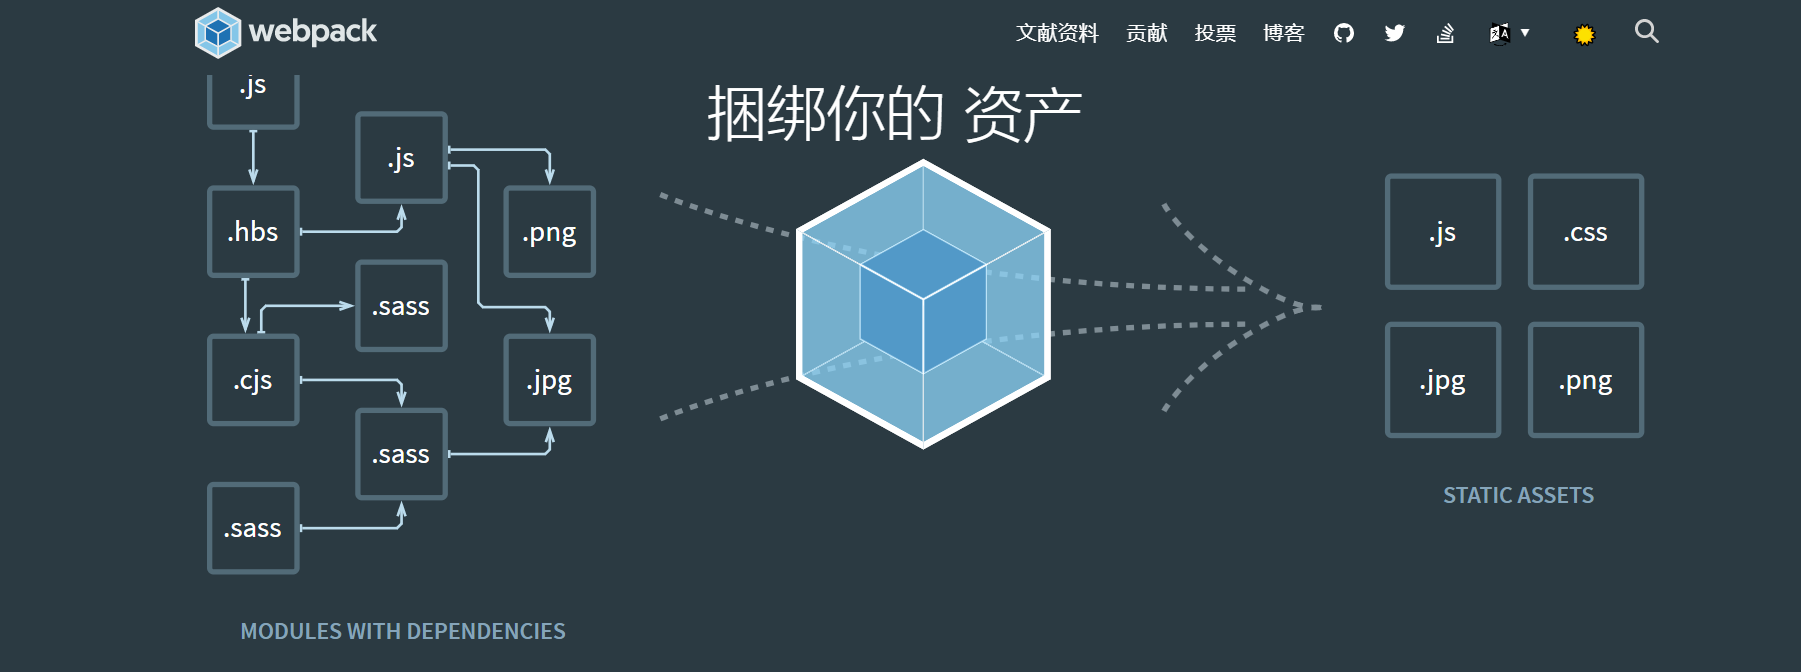 webpack
文献资料 贡献 投票 博客
捆绑你的 资产
.js
.js
.hbs
.png
.sass
.cjs
.jpg
.sass
.sass
MODULES WITH DEPENDENCIES
.js .css
.jpg .png
STATIC ASSETS